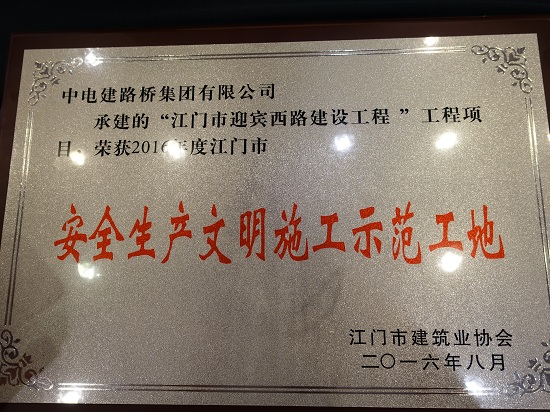 中电建路桥集团有限公司
承建的“江门市迎宾西路建设工程”工程项
目，荣获2016年度江门市
安全生产文明施工示范工地
江门市建筑业协会
二〇一六年八月